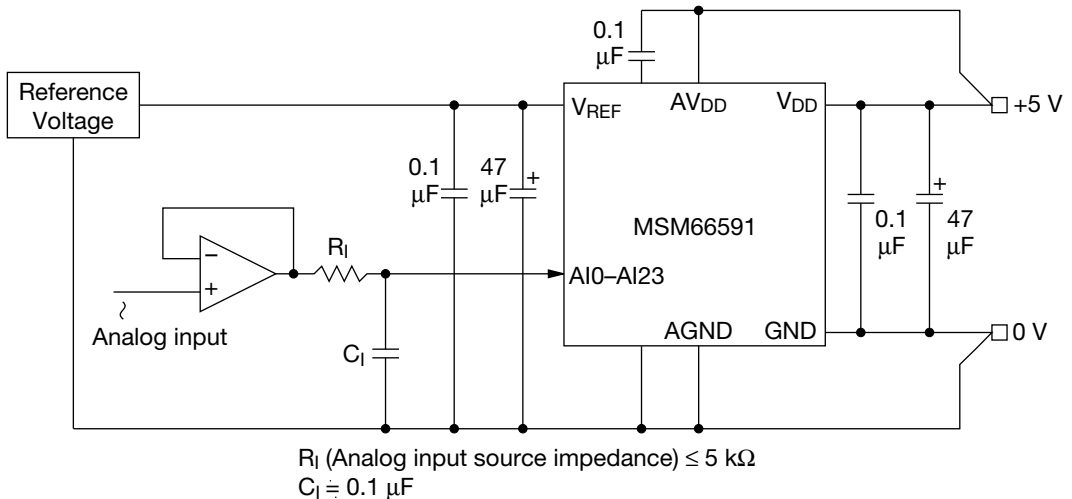 0.1
μF
Reference
Voltage
V_REF
AV_DD
V_DD
+5 V
0.1
μF
47
μF
+
MSM66591
+
0.1
μF
47
μF
R_I
−
+
AI0–AI23
Analog input
C_I
AGND
GND
0 V
R_I (Analog input source impedance) ≤ 5 kΩ
C_I ≒ 0.1 μF